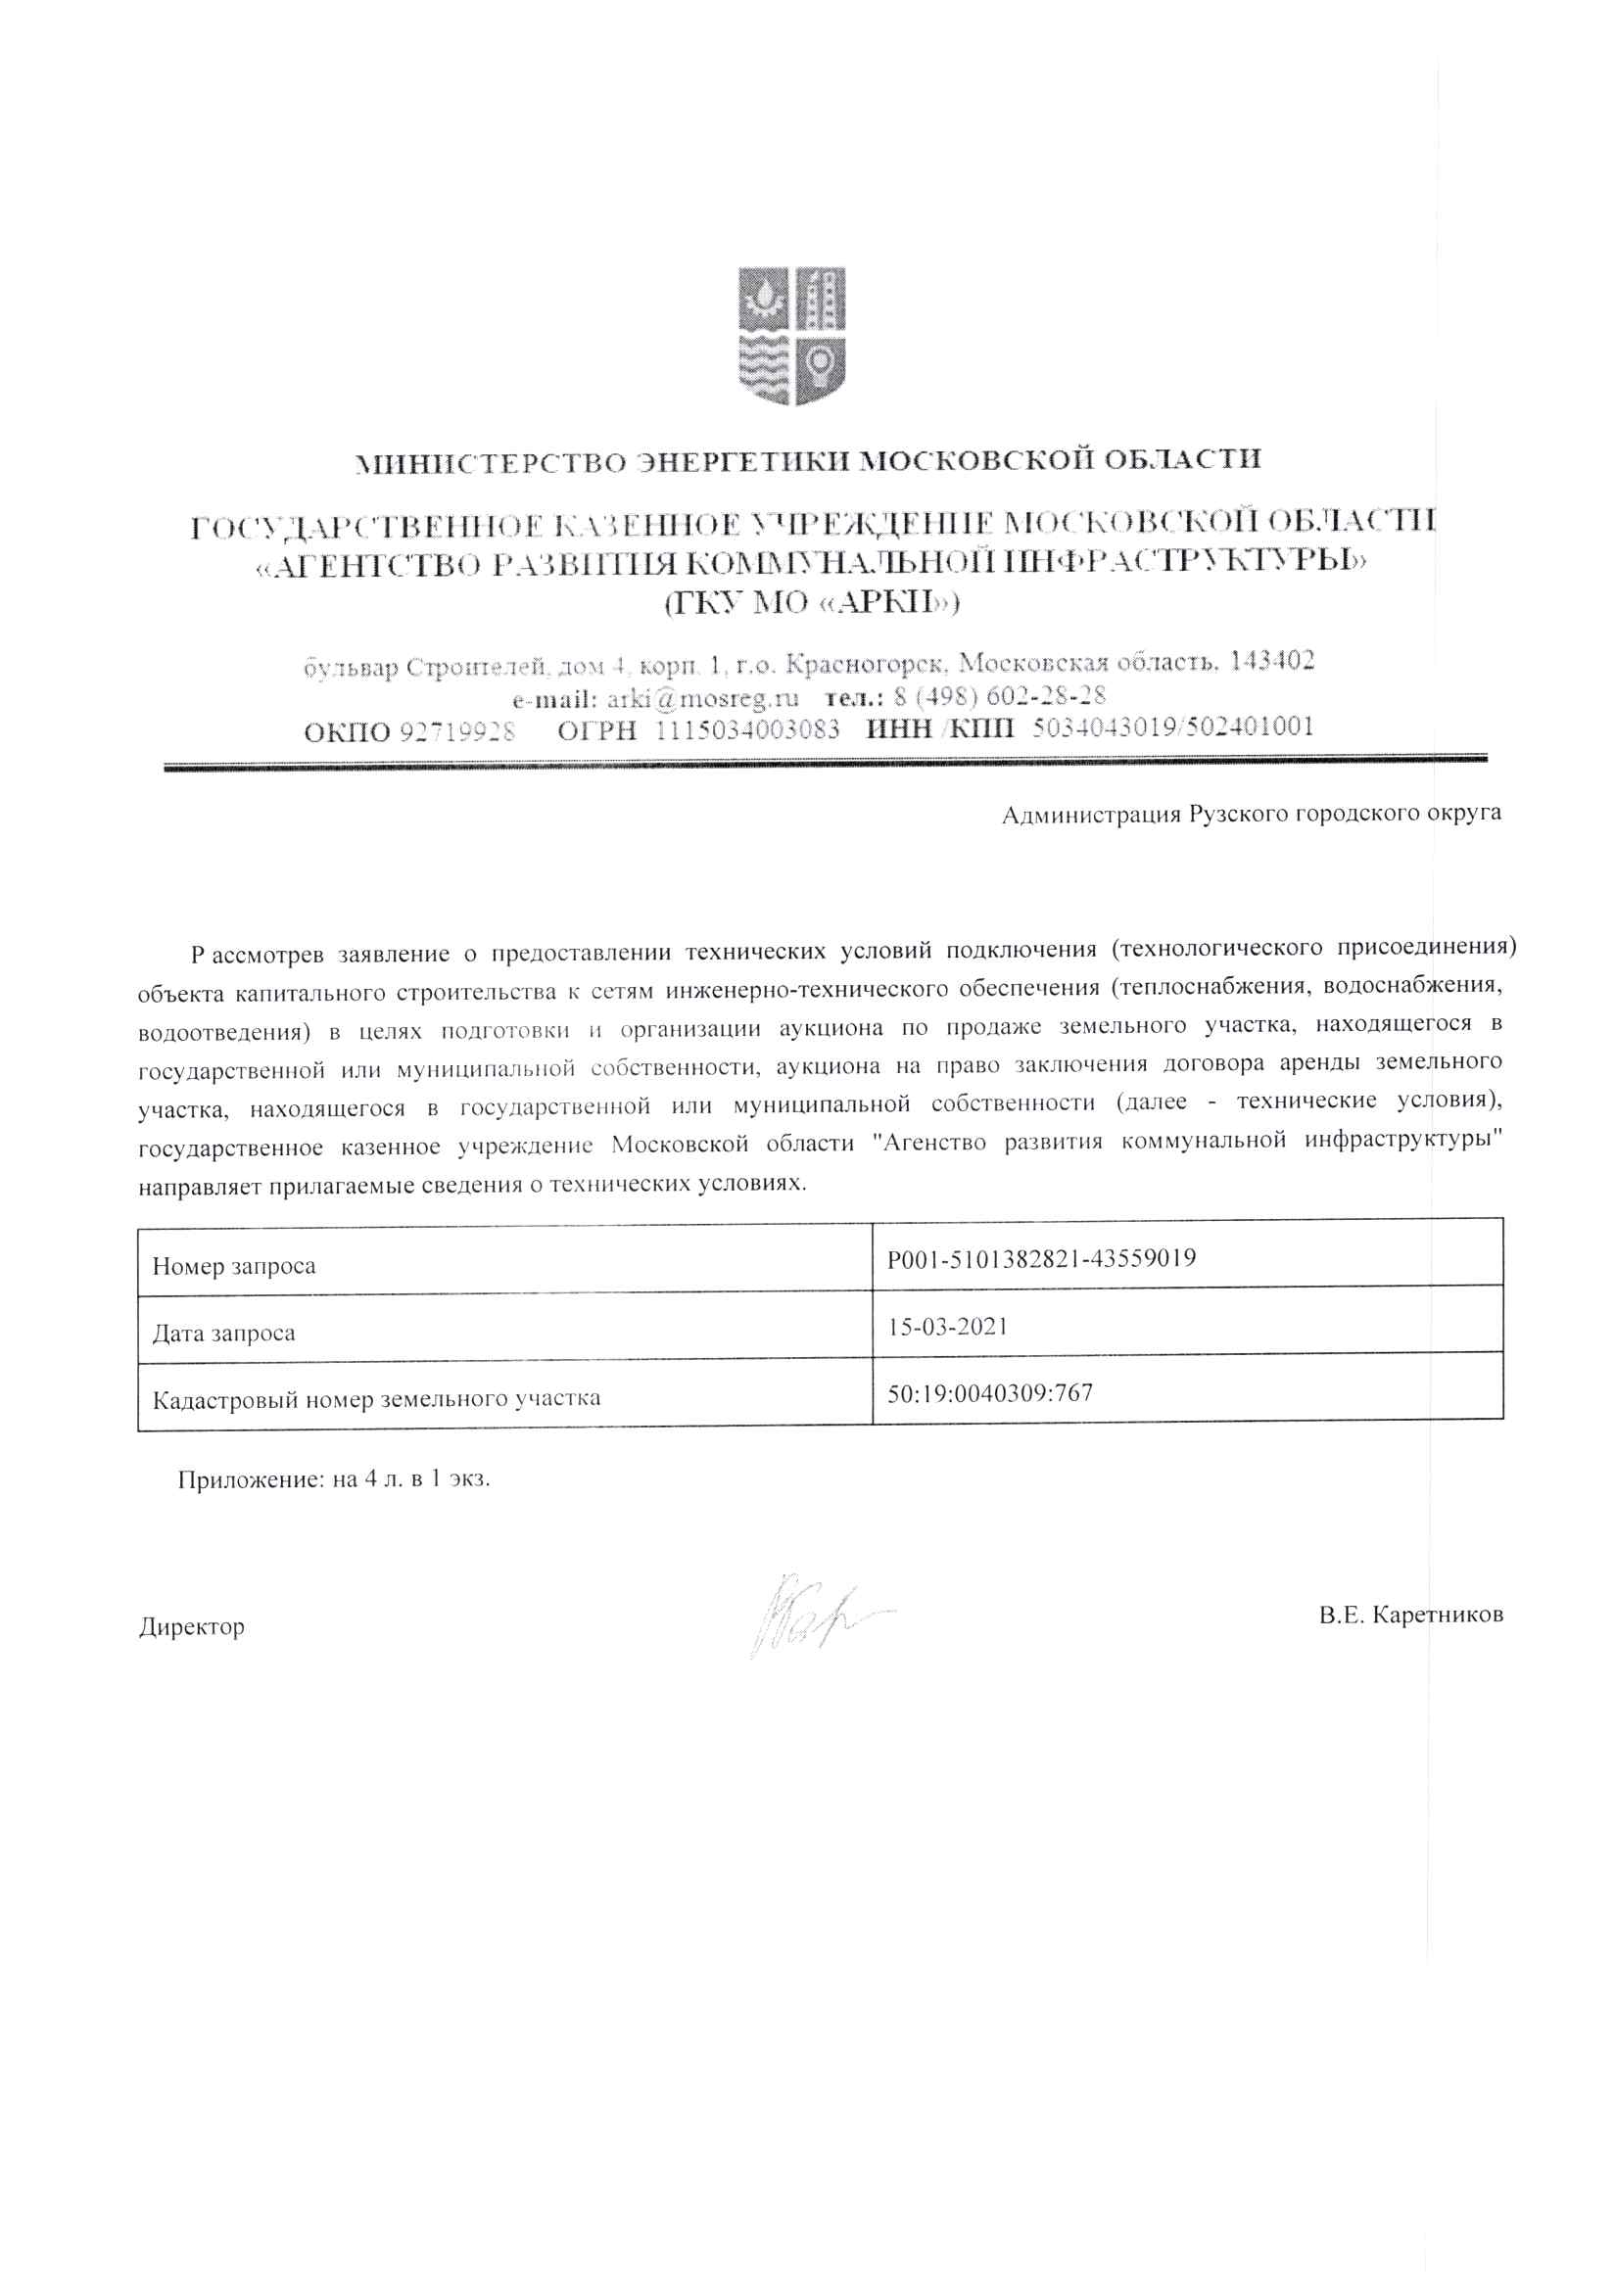 МИНИСТЕРСТВО ЭНЕРГЕТИКИ МОСКОВСКОЙ ОБЛАСТИ
ГОСУДАРСТВЕННОЕ КАЗЕННОЕ УЧРЕЖДЕНИЕ МОСКОВСКОЙ ОБЛАСТИ
«АГЕНТСТВО РАЗВИТИЯ КОММУНАЛЬНОЙ ИНФРАСТРУКТУРЫ»
(ГКУ МО «АРКИ»)
бульвар Строителей, дом 4, корп. 1, г.о. Красногорск, Московская область, 143402
e-mail: arki@mosreg.ru тел.: 8 (498) 602-28-28
ОКПО 92719928 ОГРН 1115034003083 ИНН/КПП 5034043019/502401001
Администрация Рузского городского округа
Р ассмотрев заявление о предоставлении технических условий подключения (технологического присоединения)
объекта капитального строительства к сетям инженерно-технического обеспечения (теплоснабжения, водоснабжения,
водоотведения) в целях подготовки и организации аукциона по продаже земельного участка, находящегося в
государственной или муниципальной собственности, аукциона на право заключения договора аренды земельного
участка, находящегося в государственной или муниципальной собственности (далее - технические условия),
государственное казенное учреждение Московской области "Агенство развития коммунальной инфраструктуры"
направляет прилагаемые сведения о технических условиях.
Номер запроса Р001-5101382821-43559019
Дата запроса 15-03-2021
Кадастровый номер земельного участка 50:19:0040309:767
Приложение: на 4 л. в 1 экз.
Директор В.Е. Каретников